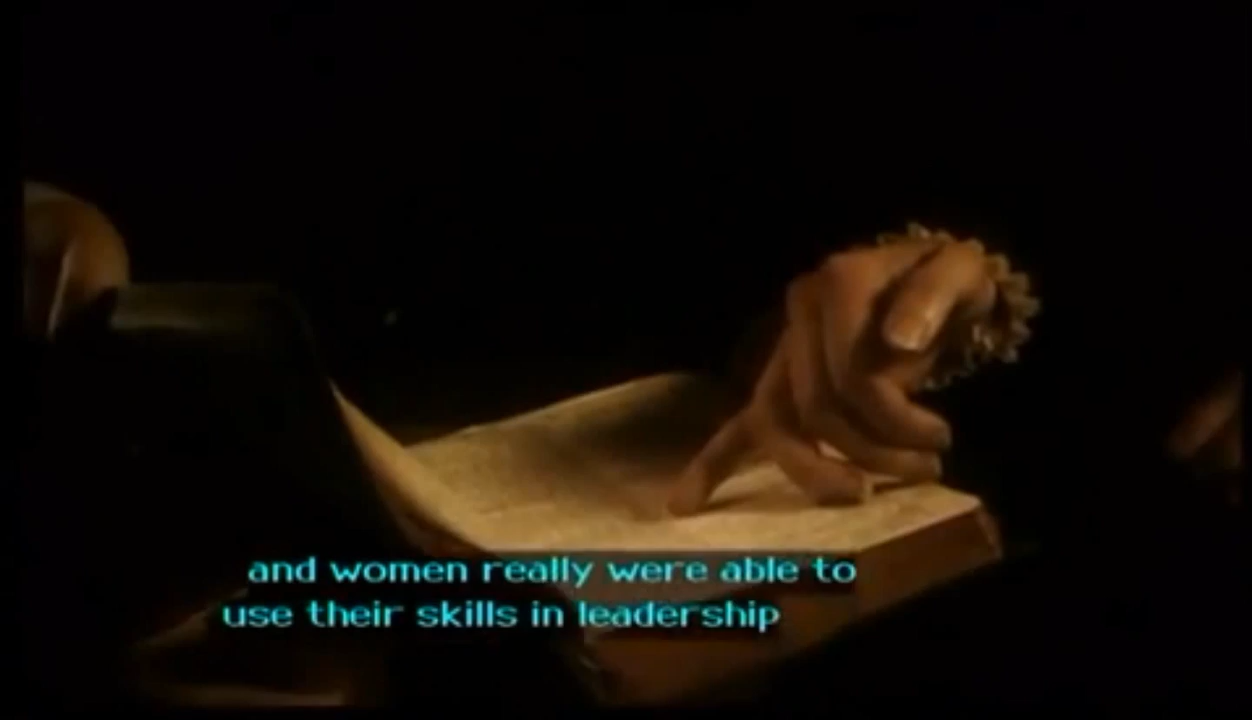 and women really were able to
use their skills in leadership